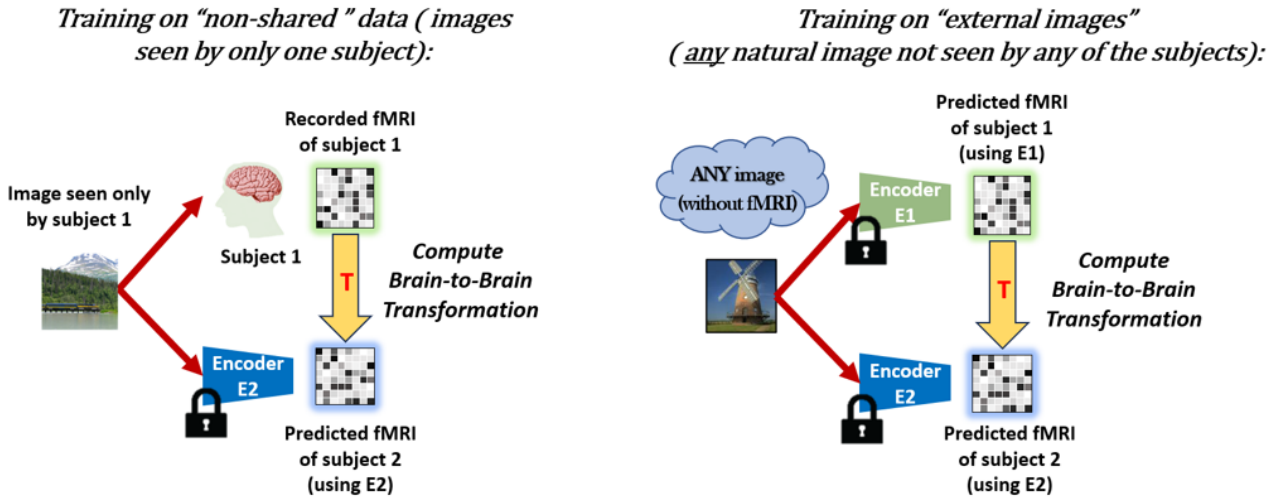 Training on “non-shared ” data ( images
seen by only one subject):
Recorded fMRI
of subject 1
Image seen only
by subject 1
Subject 1
T
Compute
Brain-to-Brain
Transformation
Encoder
E2
Predicted fMRI
of subject 2
(using E2)
Training on “external images”
( any natural image not seen by any of the subjects):
Predicted fMRI
of subject 1
(using E1)
ANY image
(without fMRI)
Encoder
E1
T
Compute
Brain-to-Brain
Transformation
Encoder
E2
Predicted fMRI
of subject 2
(using E2)